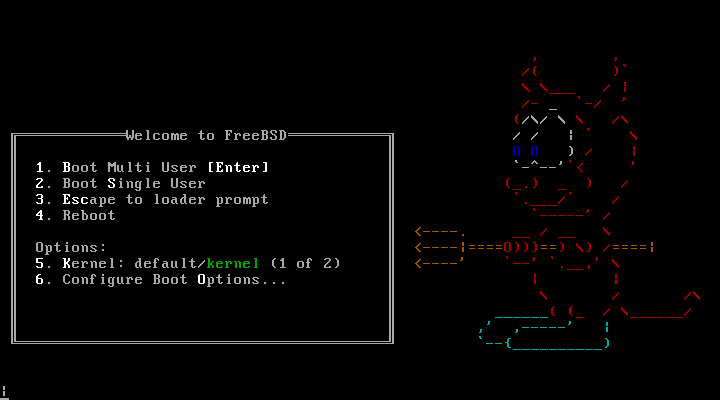 Welcome to FreeBSD
1. Boot Multi User [Enter]
2. Boot Single User
3. Escape to loader prompt
4. Reboot
Options:
5. Kernel: default/kernel (1 of 2)
6. Configure Boot Options...